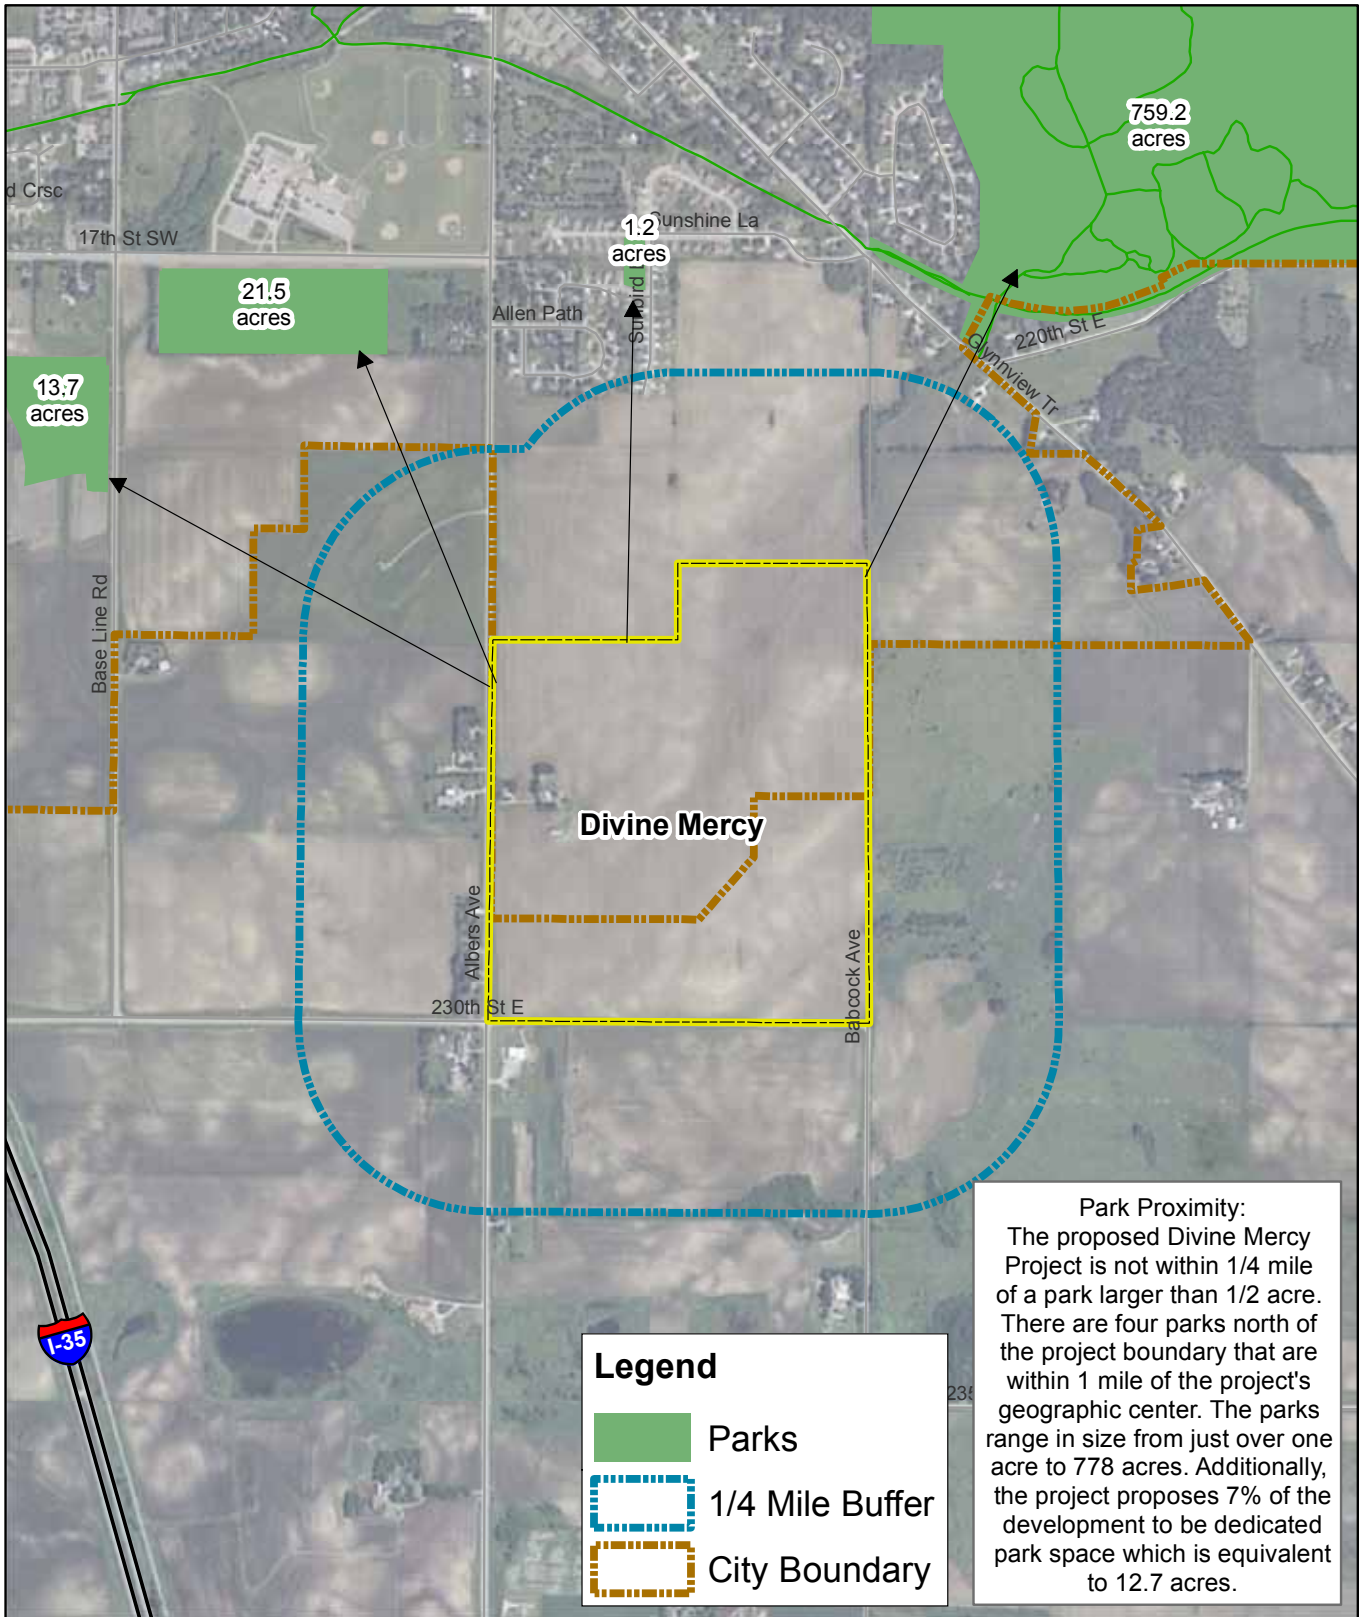 759.2
acres
d Crsc
17th St SW
1.2
acres
Sunshine La
21.5
acres
Allen Path
220th St E
Glynnview Tr
13.7
acres
Base Line Rd
Divine Mercy
Albers Ave
Babcock Ave
230th St E
I-35
235
Park Proximity:
The proposed Divine Mercy
Project is not within 1/4 mile
of a park larger than 1/2 acre.
There are four parks north of
the project boundary that are
within 1 mile of the project's
geographic center. The parks
range in size from just over one
acre to 778 acres. Additionally,
the project proposes 7% of the
development to be dedicated
park space which is equivalent
to 12.7 acres.
Legend
Parks
1/4 Mile Buffer
City Boundary